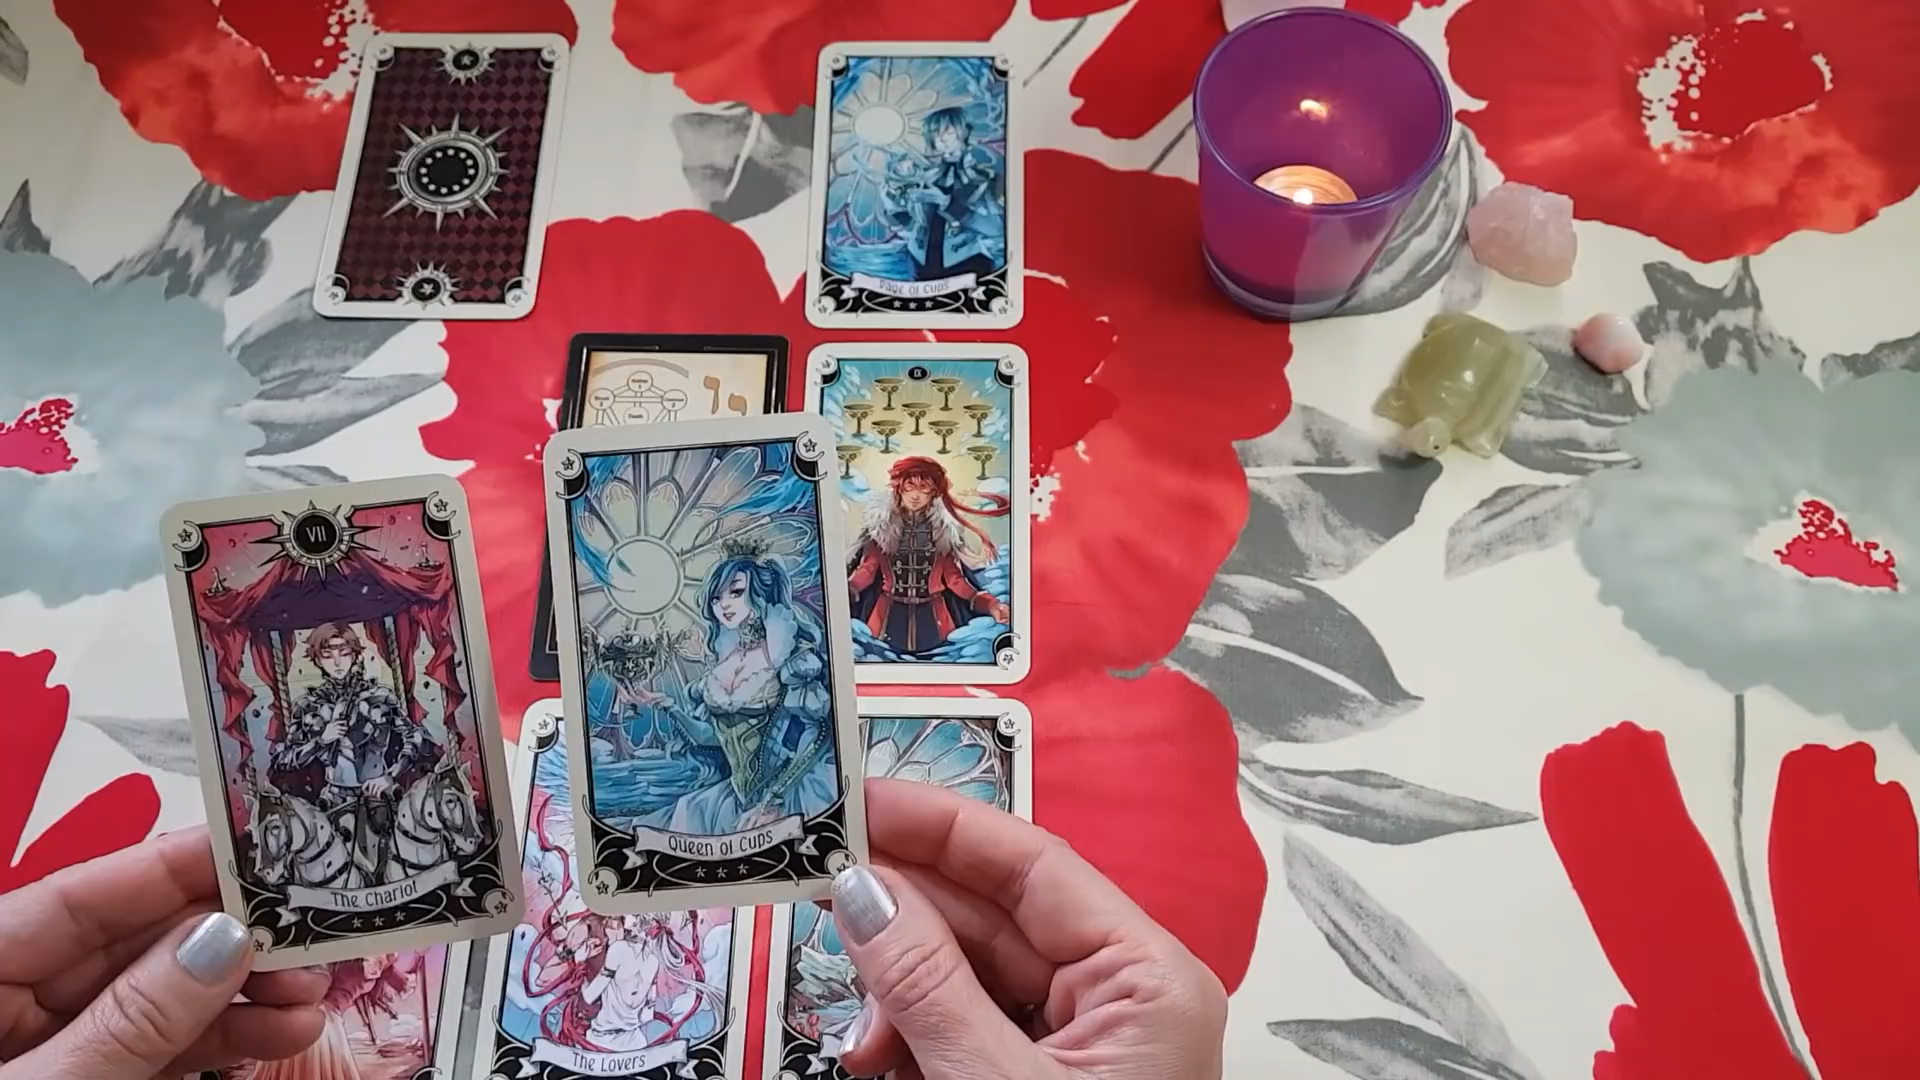 Page of Cups
IX
VII
Queen of Cups
The Chariot
The Lovers